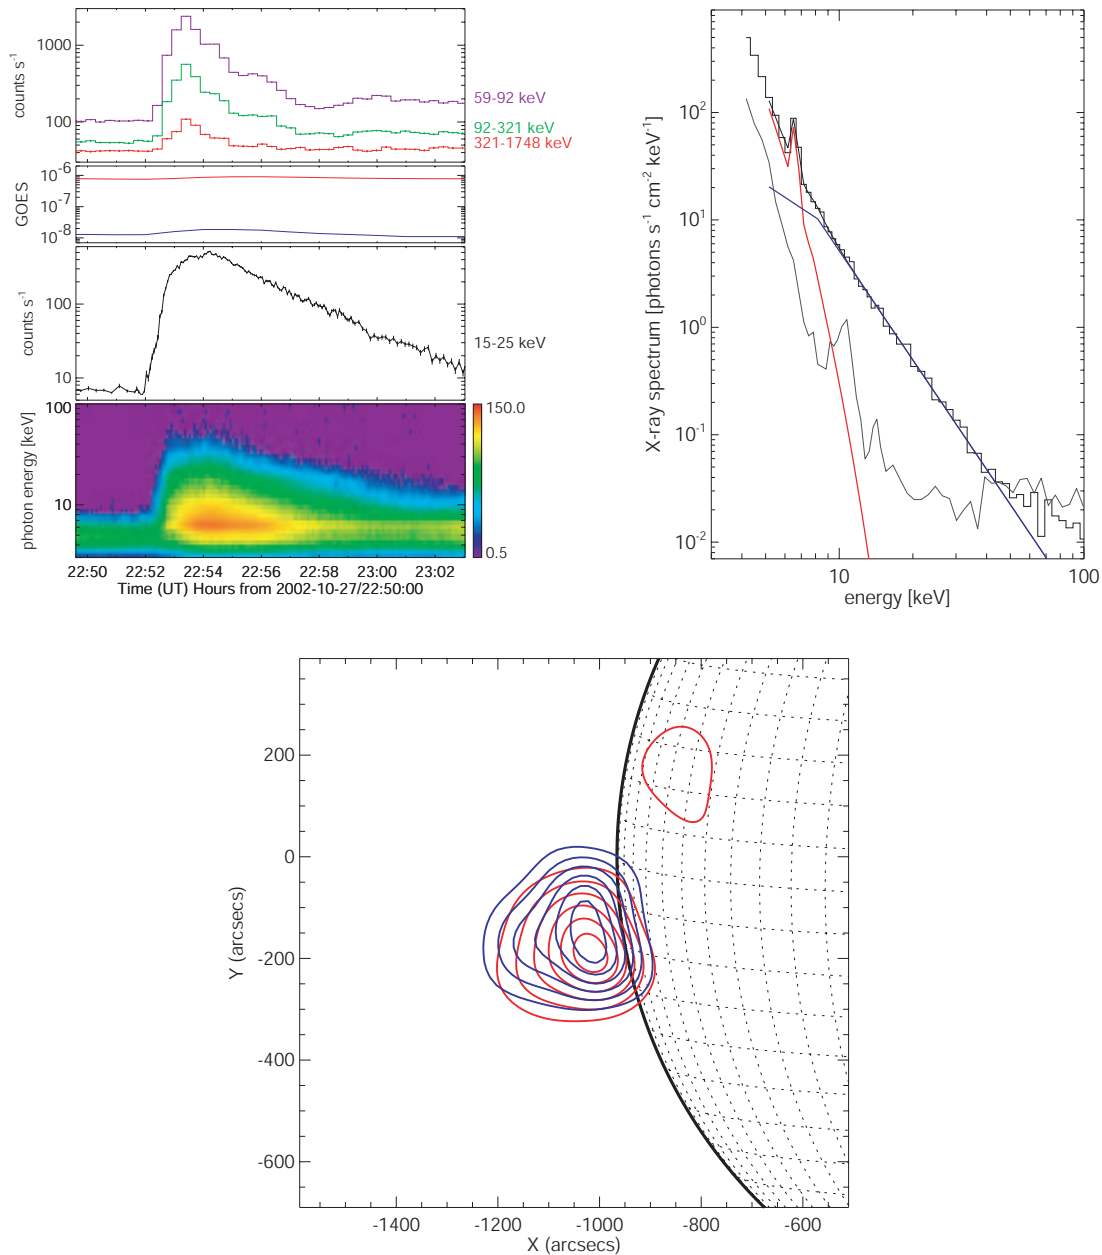 1000
100
counts s⁻¹
59-92 keV
92-321 keV
321-1748 keV
10⁻⁶
10⁻⁷
10⁻⁸
GOES
100
10
counts s⁻¹
15-25 keV
100
10
photon energy [keV]
150.0
0.5
22:50 22:52 22:54 22:56 22:58 23:00 23:02
Time (UT) Hours from 2002-10-27/22:50:00
10²
10¹
10⁰
10⁻¹
10⁻²
X-ray spectrum [photons s⁻¹ cm⁻² keV⁻¹]
10 100
energy [keV]
200
0
-200
-400
-600
Y (arcsecs)
-1400 -1200 -1000 -800 -600
X (arcsecs)